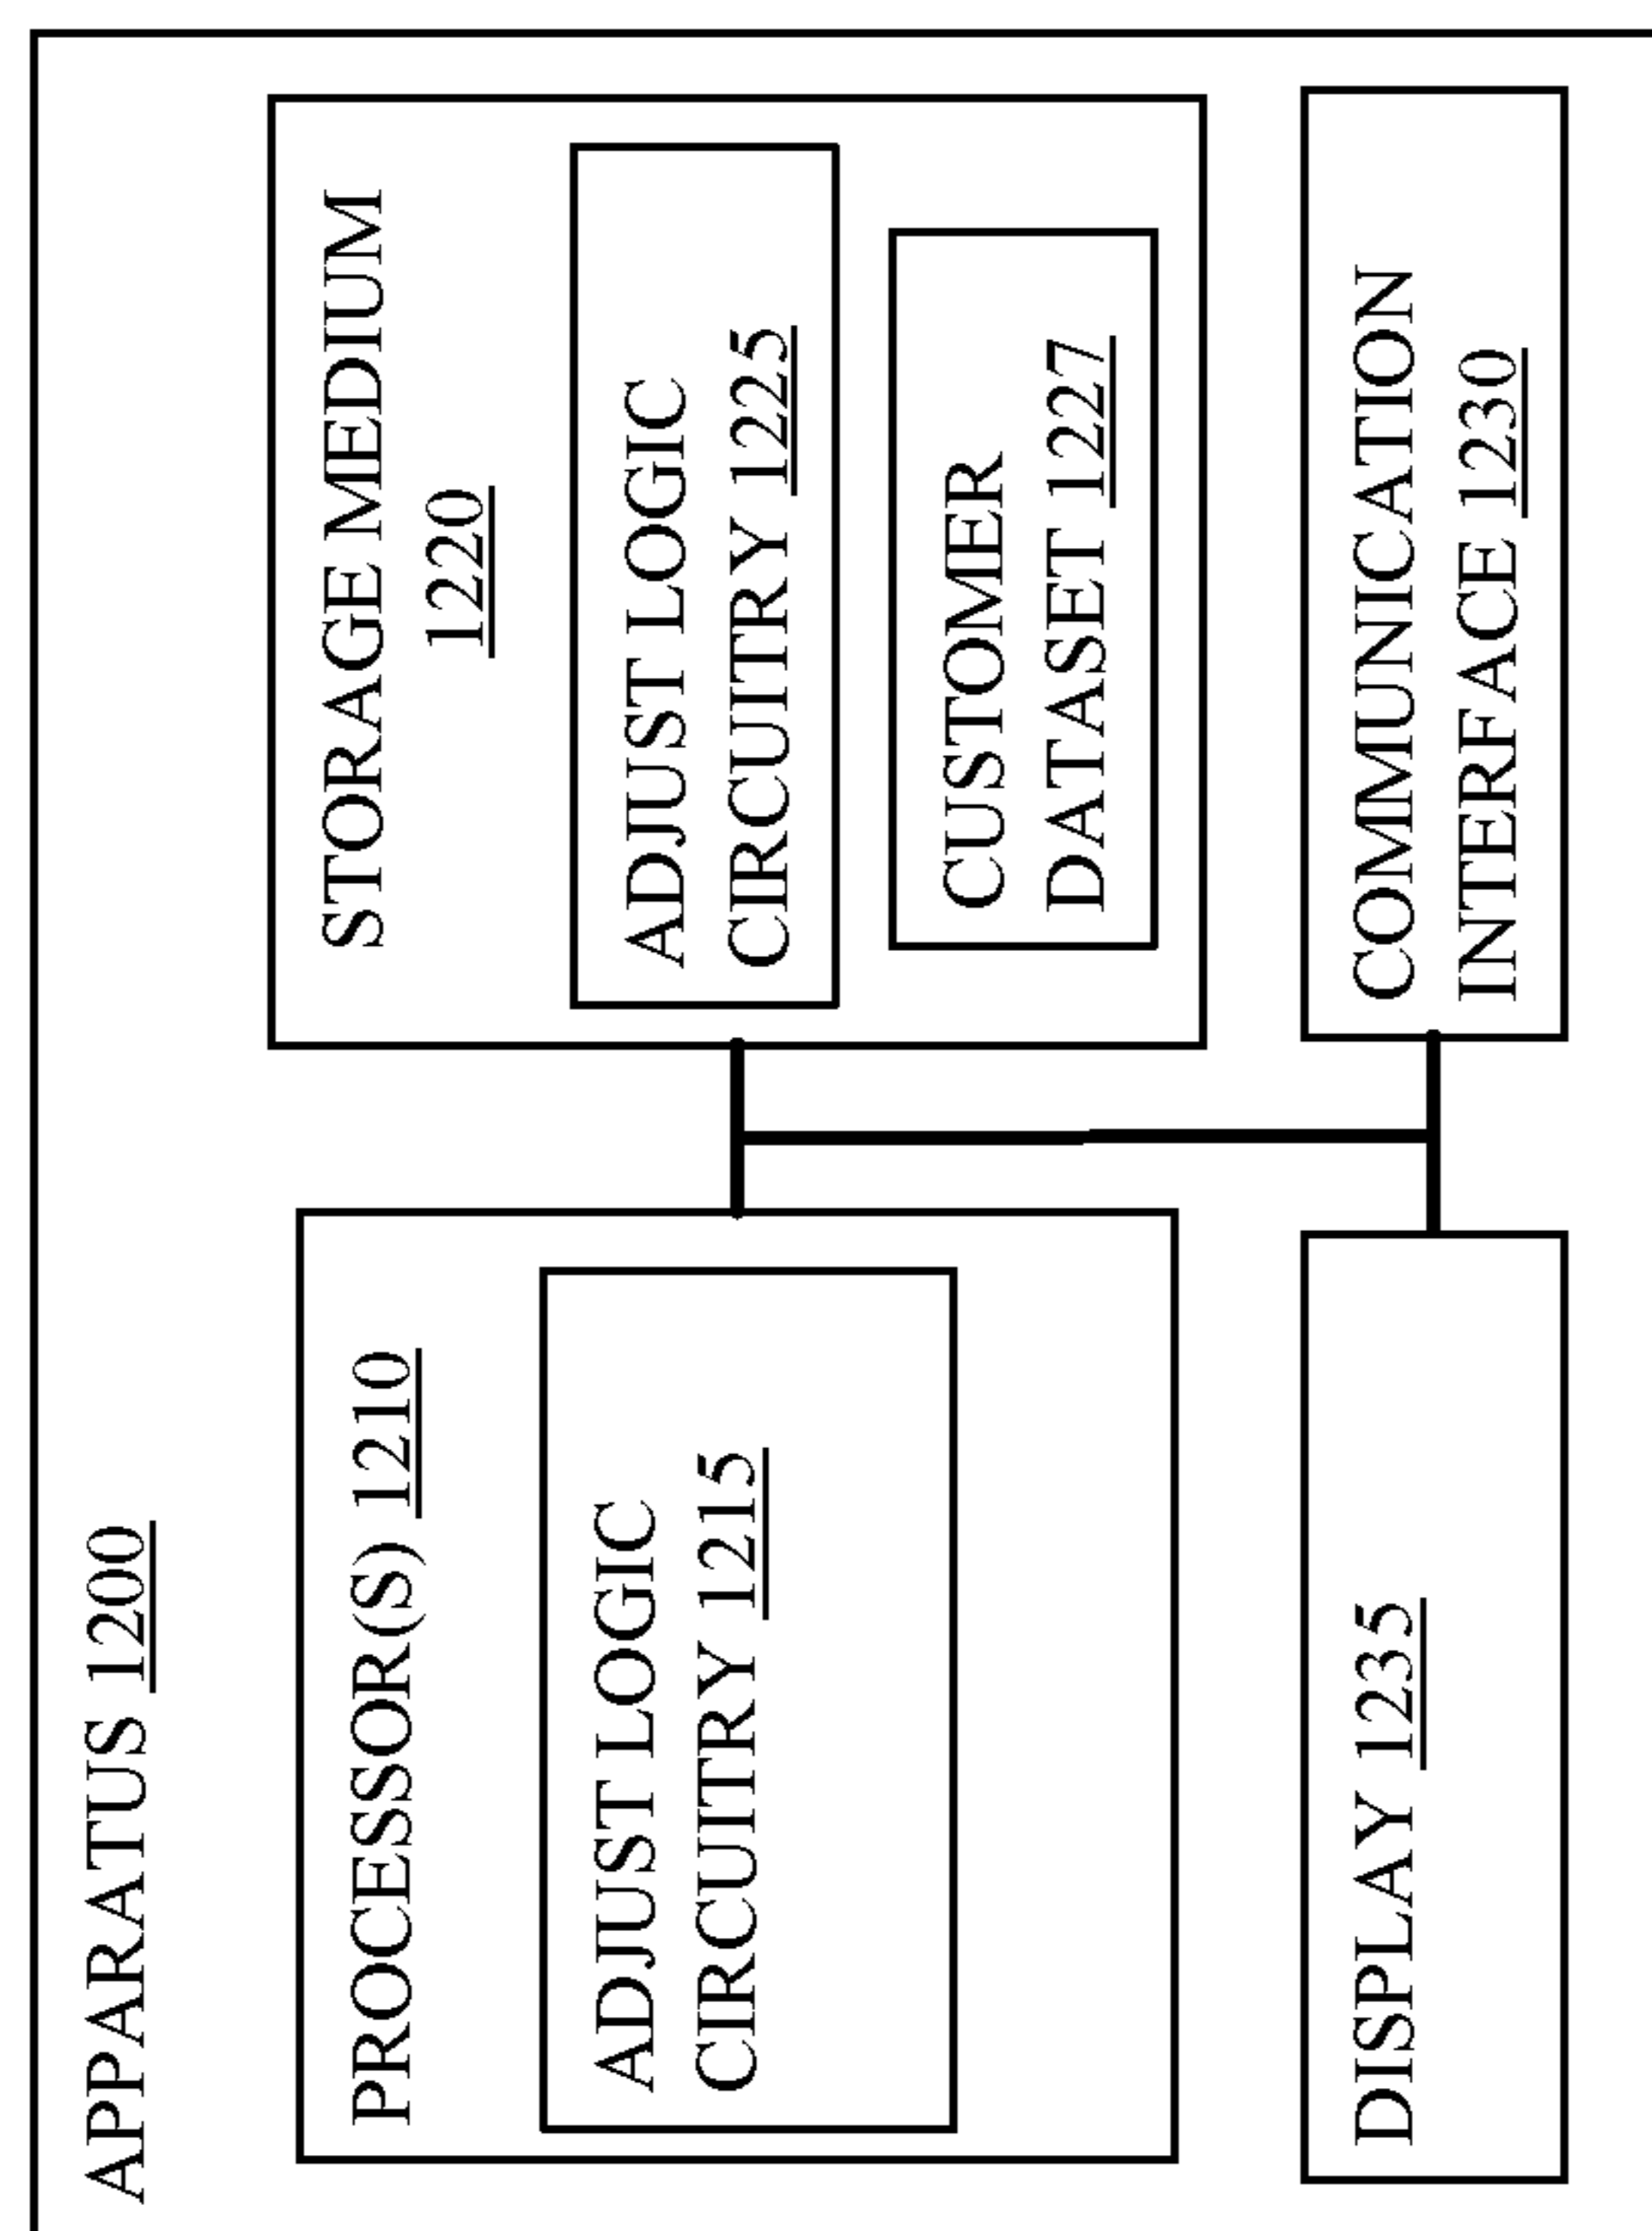 APPARATUS 1200
PROCESSOR(S) 1210
ADJUST LOGIC
CIRCUITRY 1215
STORAGE MEDIUM
1220
ADJUST LOGIC
CIRCUITRY 1225
CUSTOMER
DATASET 1227
DISPLAY 1235
COMMUNICATION
INTERFACE 1230